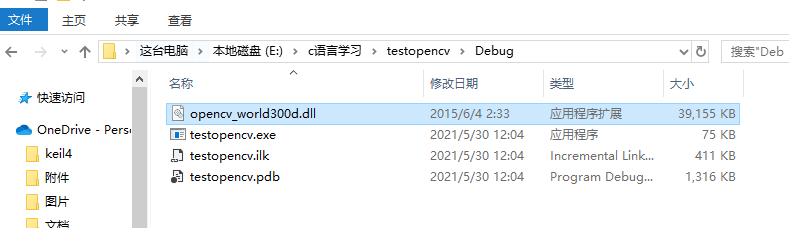 文件 主页 共享 查看
这台电脑 本地磁盘 (E:) c语言学习 testopencv Debug 搜索"Deb
名称 修改日期 类型 大小
快速访问
opencv_world300d.dll 2015/6/4 2:33 应用程序扩展 39,155 KB
OneDrive - Pers
testopencv.exe 2021/5/30 12:04 应用程序 75 KB
keil4
testopencv.ilk 2021/5/30 12:04 Incremental Link... 411 KB
附件
testopencv.pdb 2021/5/30 12:04 Program Debug... 1,316 KB
图片
文档